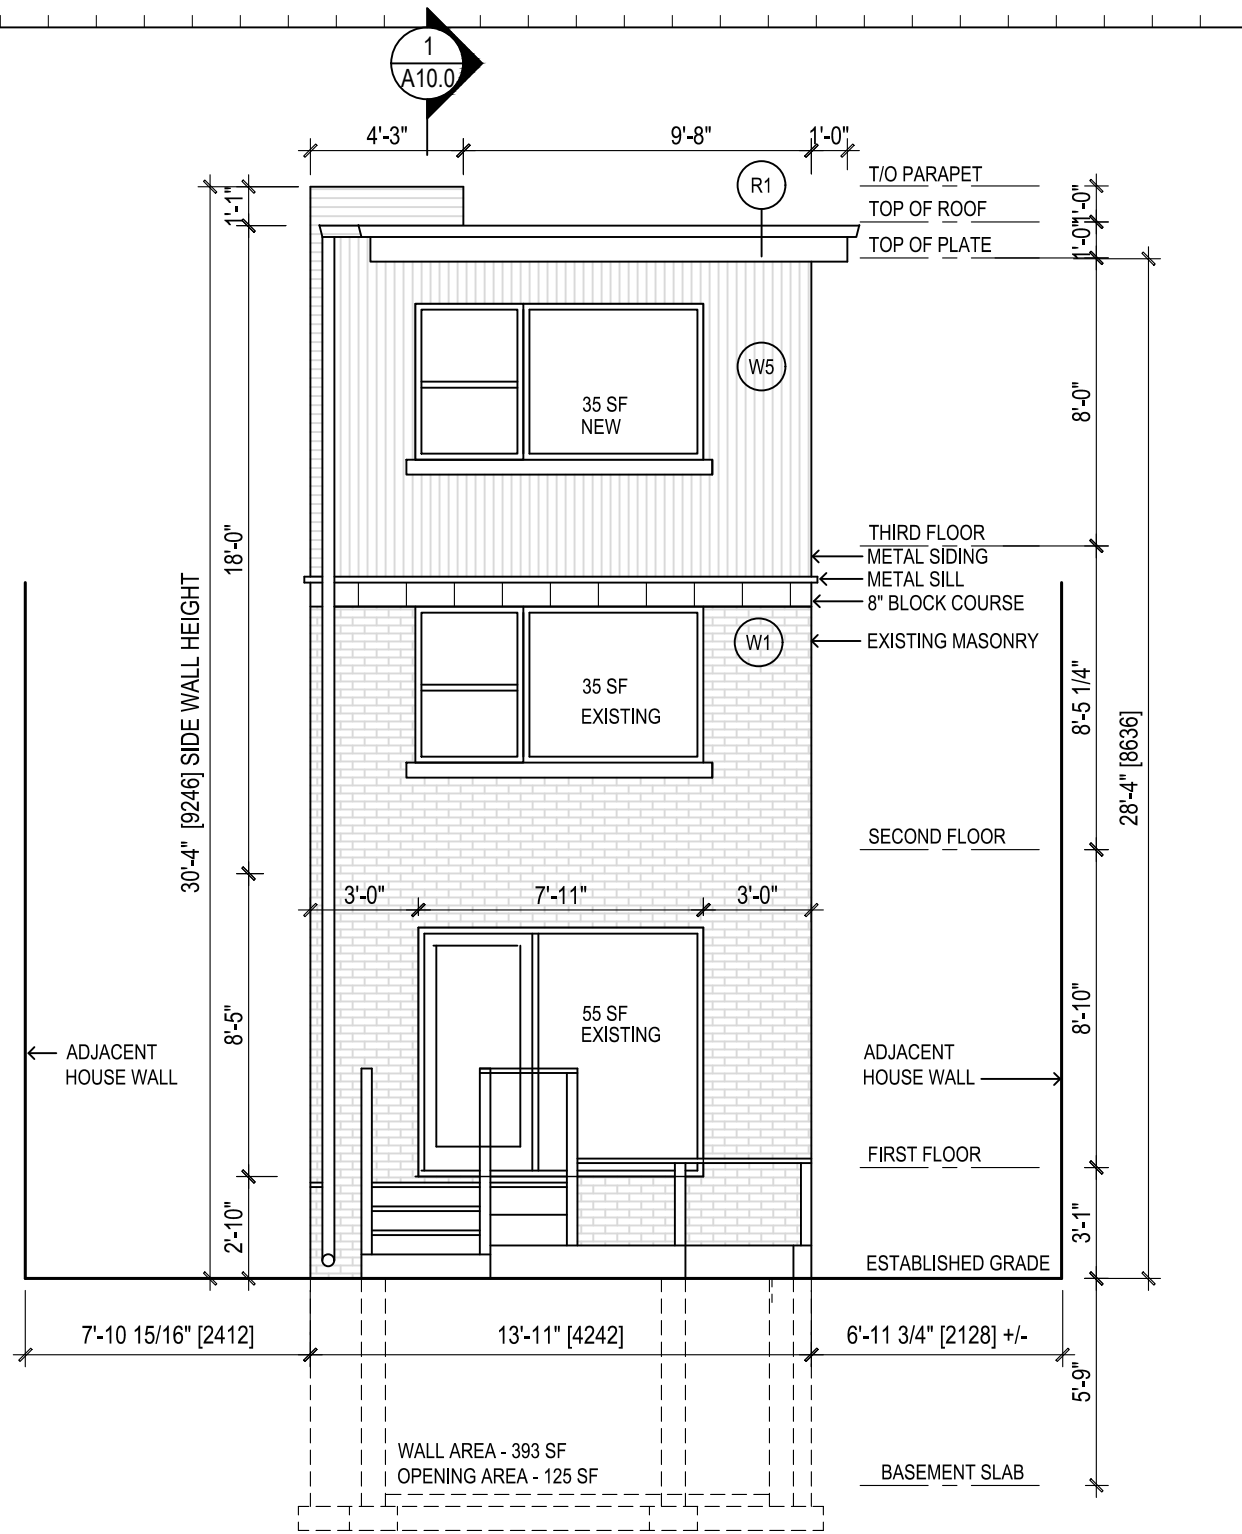 1
A10.0
4'-3"
9'-8"
1'-0"
R1
T/O PARAPET
TOP OF ROOF
TOP OF PLATE
1'-1"
1'-0"
1'-0"
W5
35 SF
NEW
8'-0"
18'-0"
THIRD FLOOR
METAL SIDING
METAL SILL
8" BLOCK COURSE
EXISTING MASONRY
W1
35 SF
EXISTING
30'-4" [9246] SIDE WALL HEIGHT
8'-5 1/4"
28'-4" [8636]
SECOND FLOOR
3'-0"
7'-11"
3'-0"
55 SF
EXISTING
8'-5"
8'-10"
ADJACENT
HOUSE WALL
ADJACENT
HOUSE WALL
FIRST FLOOR
2'-10"
3'-1"
ESTABLISHED GRADE
7'-10 15/16" [2412]
13'-11" [4242]
6'-11 3/4" [2128] +/-
5'-9"
WALL AREA - 393 SF
OPENING AREA - 125 SF
BASEMENT SLAB